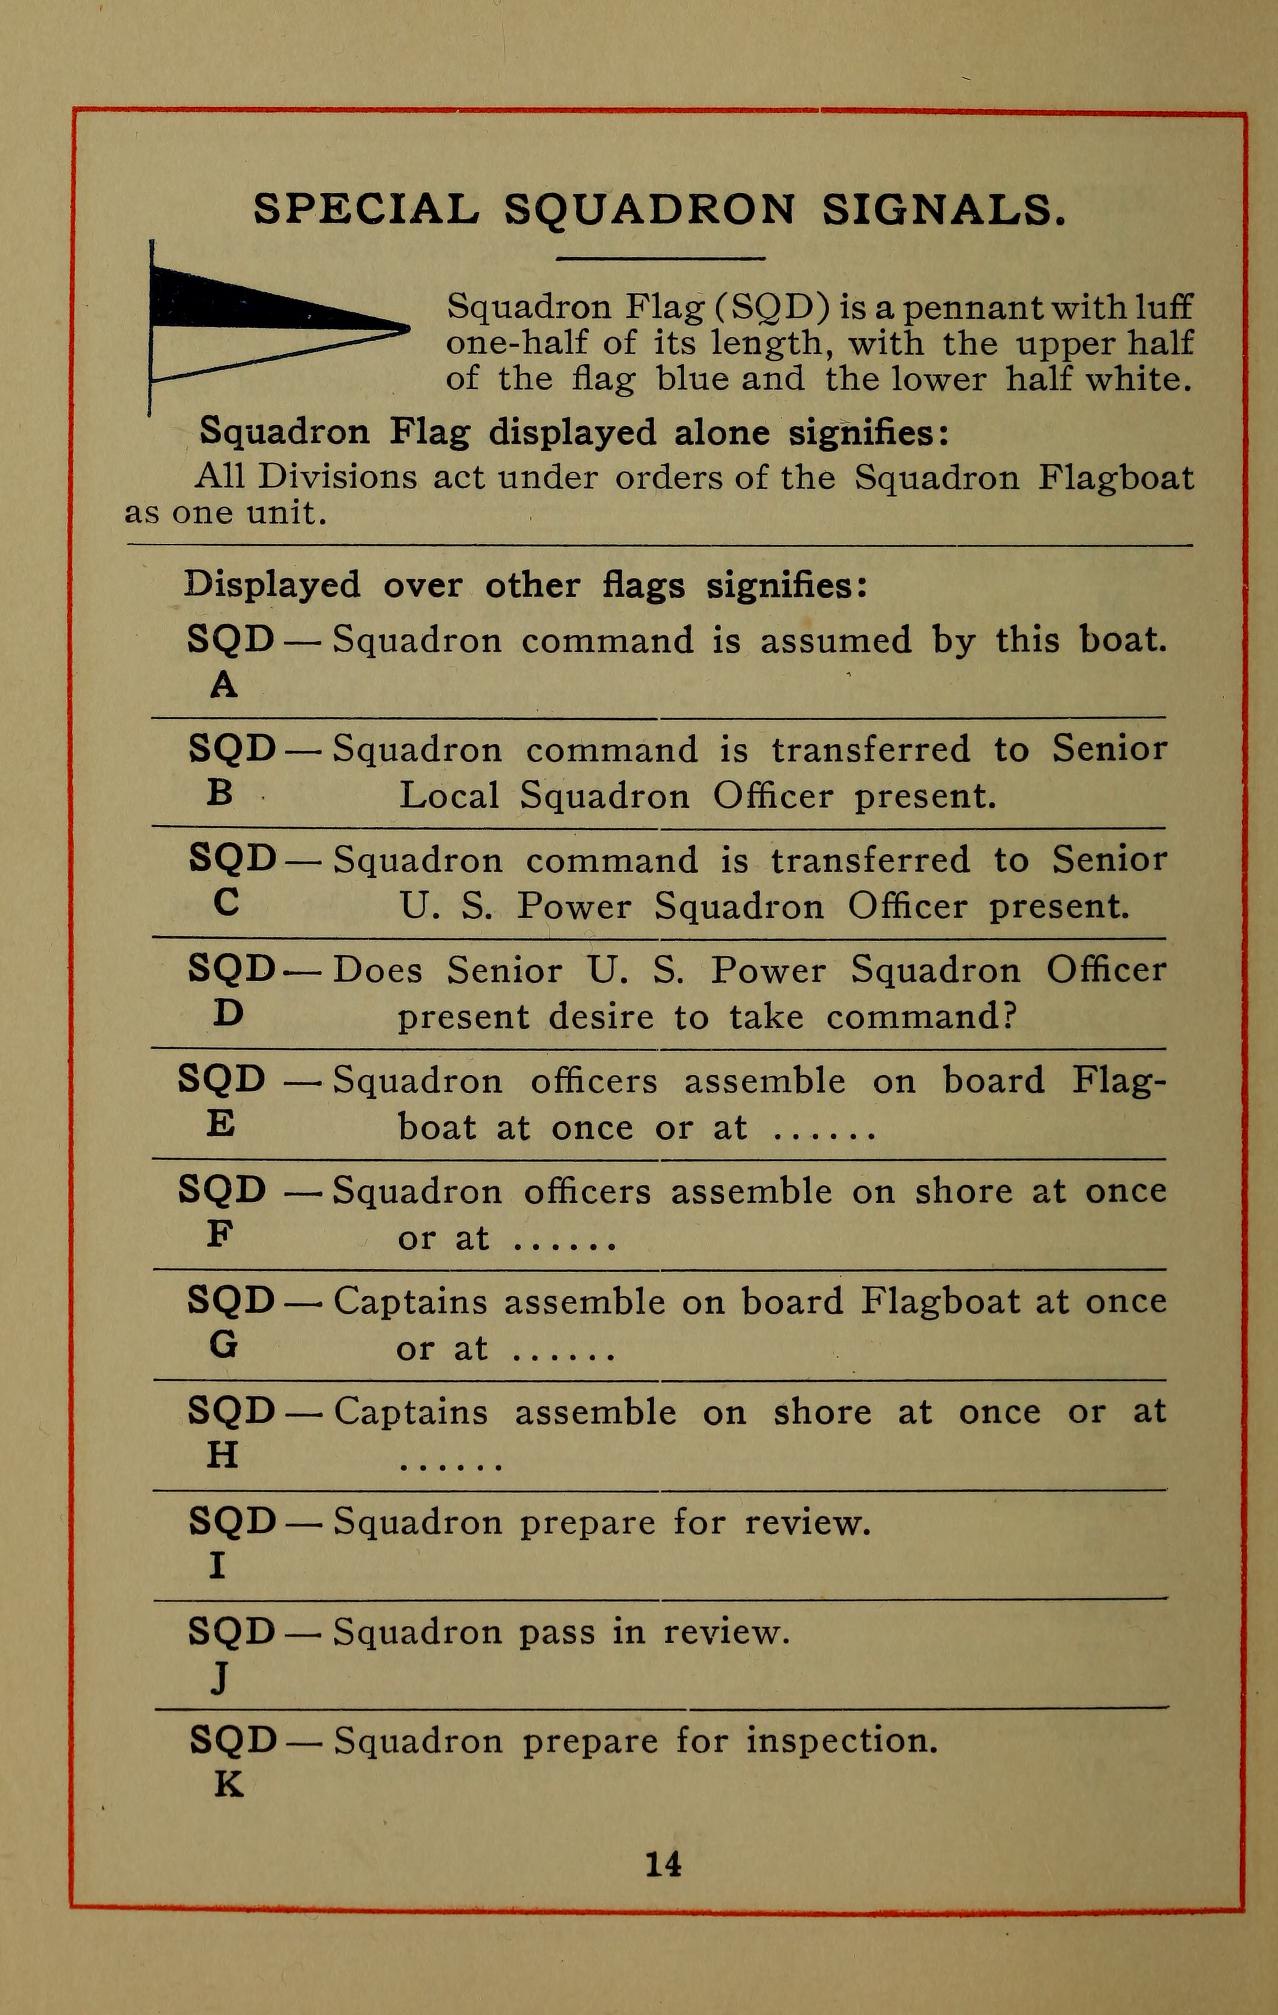 SPECIAL SQUADRON SIGNALS.
Squadron Flag (SQD) is a pennant with luff
one-half of its length, with the upper half
of the flag blue and the lower half white.
Squadron Flag displayed alone signifies:
All Divisions act under orders of the Squadron Flagboat
as one unit.
Displayed over other flags signifies:
SQD — Squadron command is assumed by this boat.
A
SQD — Squadron command is transferred to Senior
B Local Squadron Officer present.
SQD — Squadron command is transferred to Senior
C U. S. Power Squadron Officer present.
SQD — Does Senior U. S. Power Squadron Officer
D present desire to take command?
SQD — Squadron officers assemble on board Flag-
E boat at once or at ......
SQD — Squadron officers assemble on shore at once
F or at ......
SQD — Captains assemble on board Flagboat at once
G or at ......
SQD — Captains assemble on shore at once or at
H ......
SQD — Squadron prepare for review.
I
SQD — Squadron pass in review.
J
SQD — Squadron prepare for inspection.
K
14